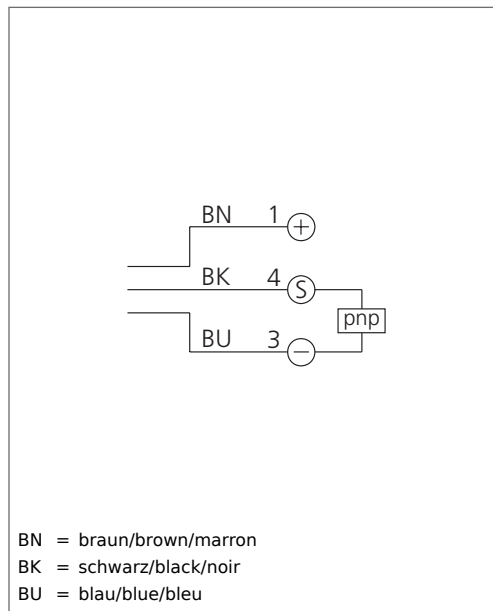 BN 1 +
BK 4 S
pnp
BU 3 −
BN = braun/brown/marron
BK = schwarz/black/noir
BU = blau/blue/bleu